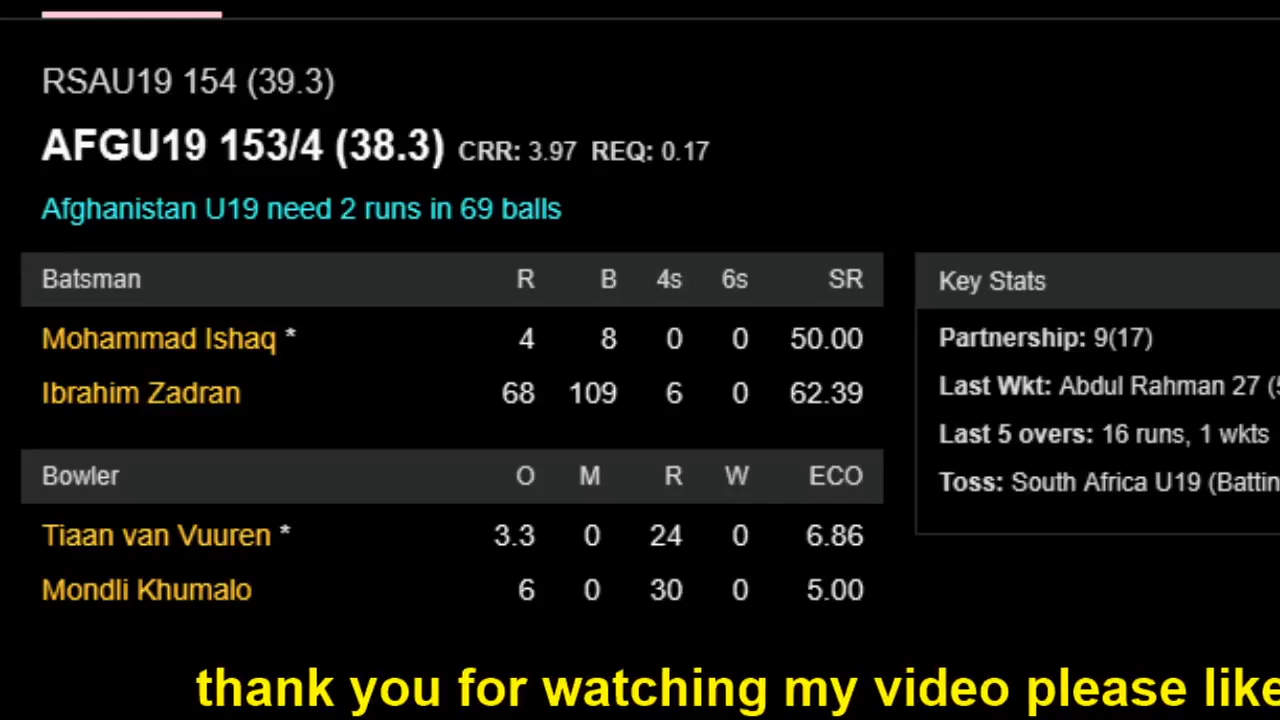 RSAU19 154 (39.3)
AFGU19 153/4 (38.3) CRR: 3.97 REQ: 0.17
Afghanistan U19 need 2 runs in 69 balls
Batsman R B 4s 6s SR
Mohammad Ishaq * 4 8 0 0 50.00
Ibrahim Zadran 68 109 6 0 62.39
Bowler O M R W ECO
Tiaan van Vuuren * 3.3 0 24 0 6.86
Mondli Khumalo 6 0 30 0 5.00
Key Stats
Partnership: 9(17)
Last Wkt: Abdul Rahman 27
Last 5 overs: 16 runs, 1 wkts
Toss: South Africa U19 (Battin
thank you for watching my video please like